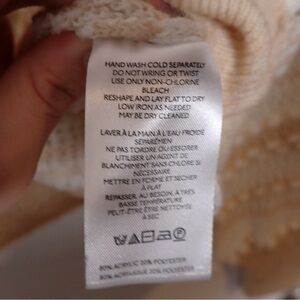 HAND WASH COLD SEPARATELY
DO NOT WRING OR TWIST
USE ONLY NON-CHLORINE
BLEACH
RESHAPE AND LAY FLAT TO DRY
LOW IRON AS NEEDED
MAY BE DRY CLEANED
LAVER À LA MAIN À L'EAU FROIDE
SÉPARÉMEN
NE PAS TORDRE OU ESSORER
UTILISER UN AGENT DE
BLANCHIMENT SANS CHLORE SI
NÉCESSAIRE
METTRE EN FORME ET SÉCHER
À PLAT
REPASSER, AU BESOIN, À TRÈS
BASSE TEMPÉRATURE
PEUT-ÊTRE ÊTRE NETTOYÉE
À SEC
80% ACRYLIC 20% POLYESTER
80% ACRYLIQUE 20% POLYESTER